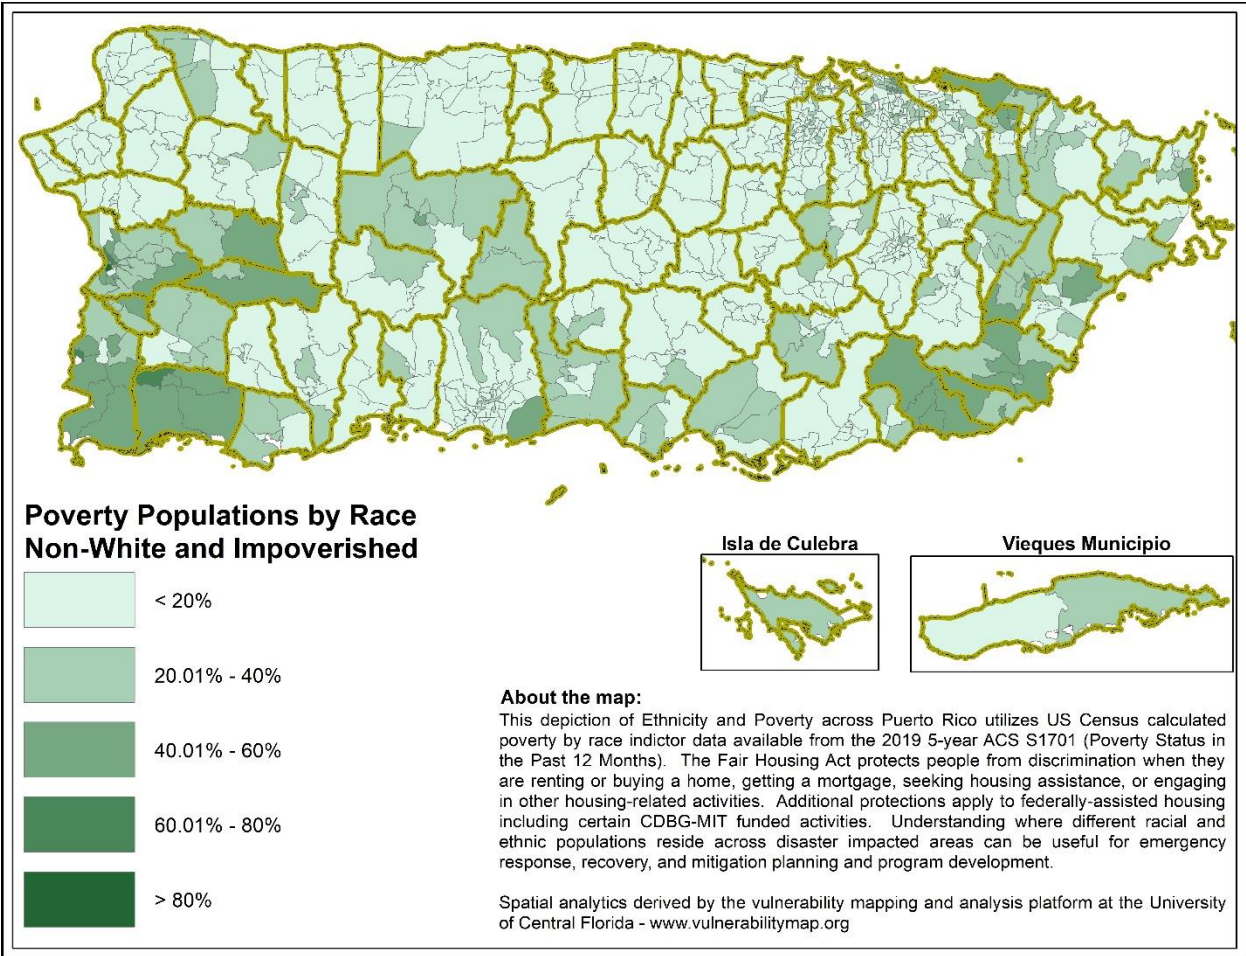 Poverty Populations by Race
Non-White and Impoverished
< 20%
20.01% - 40%
40.01% - 60%
60.01% - 80%
> 80%
Isla de Culebra
Vieques Municipio
About the map:
This depiction of Ethnicity and Poverty across Puerto Rico utilizes US Census calculated
poverty by race indictor data available from the 2019 5-year ACS S1701 (Poverty Status in
the Past 12 Months). The Fair Housing Act protects people from discrimination when they
are renting or buying a home, getting a mortgage, seeking housing assistance, or engaging
in other housing-related activities. Additional protections apply to federally-assisted housing
including certain CDBG-MIT funded activities. Understanding where different racial and
ethnic populations reside across disaster impacted areas can be useful for emergency
response, recovery, and mitigation planning and program development.
Spatial analytics derived by the vulnerability mapping and analysis platform at the University
of Central Florida - www.vulnerabilitymap.org